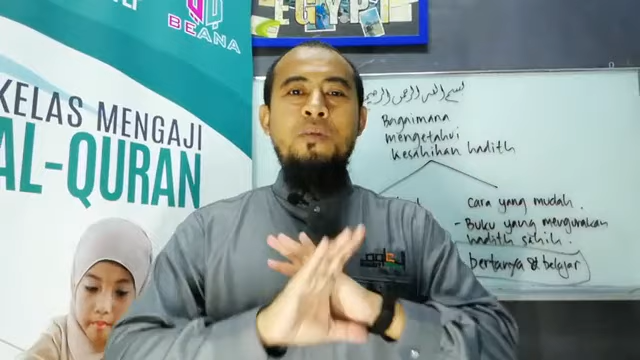 BEANA
KELAS MENGAJI
AL-QURAN
EGYPT
بسم الله الرحمن الرحيم
Bagaimana
mengetahui
kesahihan hadith
cara yang mudah.
- Buku yang menggunakan
hadith sahih.
bertanya & belajar